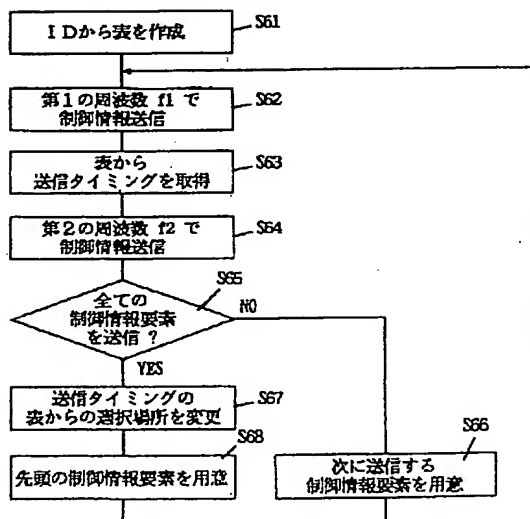 IDから表を作成
S61
第1の周波数 f1 で
制御情報送信
S62
表から
送信タイミングを取得
S63
第2の周波数 f2 で
制御情報送信
S64
全ての
制御情報要素
を送信 ?
S65
NO
YES
送信タイミングの
表からの選択場所を変更
S67
先頭の制御情報要素を用意
S68
次に送信する
制御情報要素を用意
S66